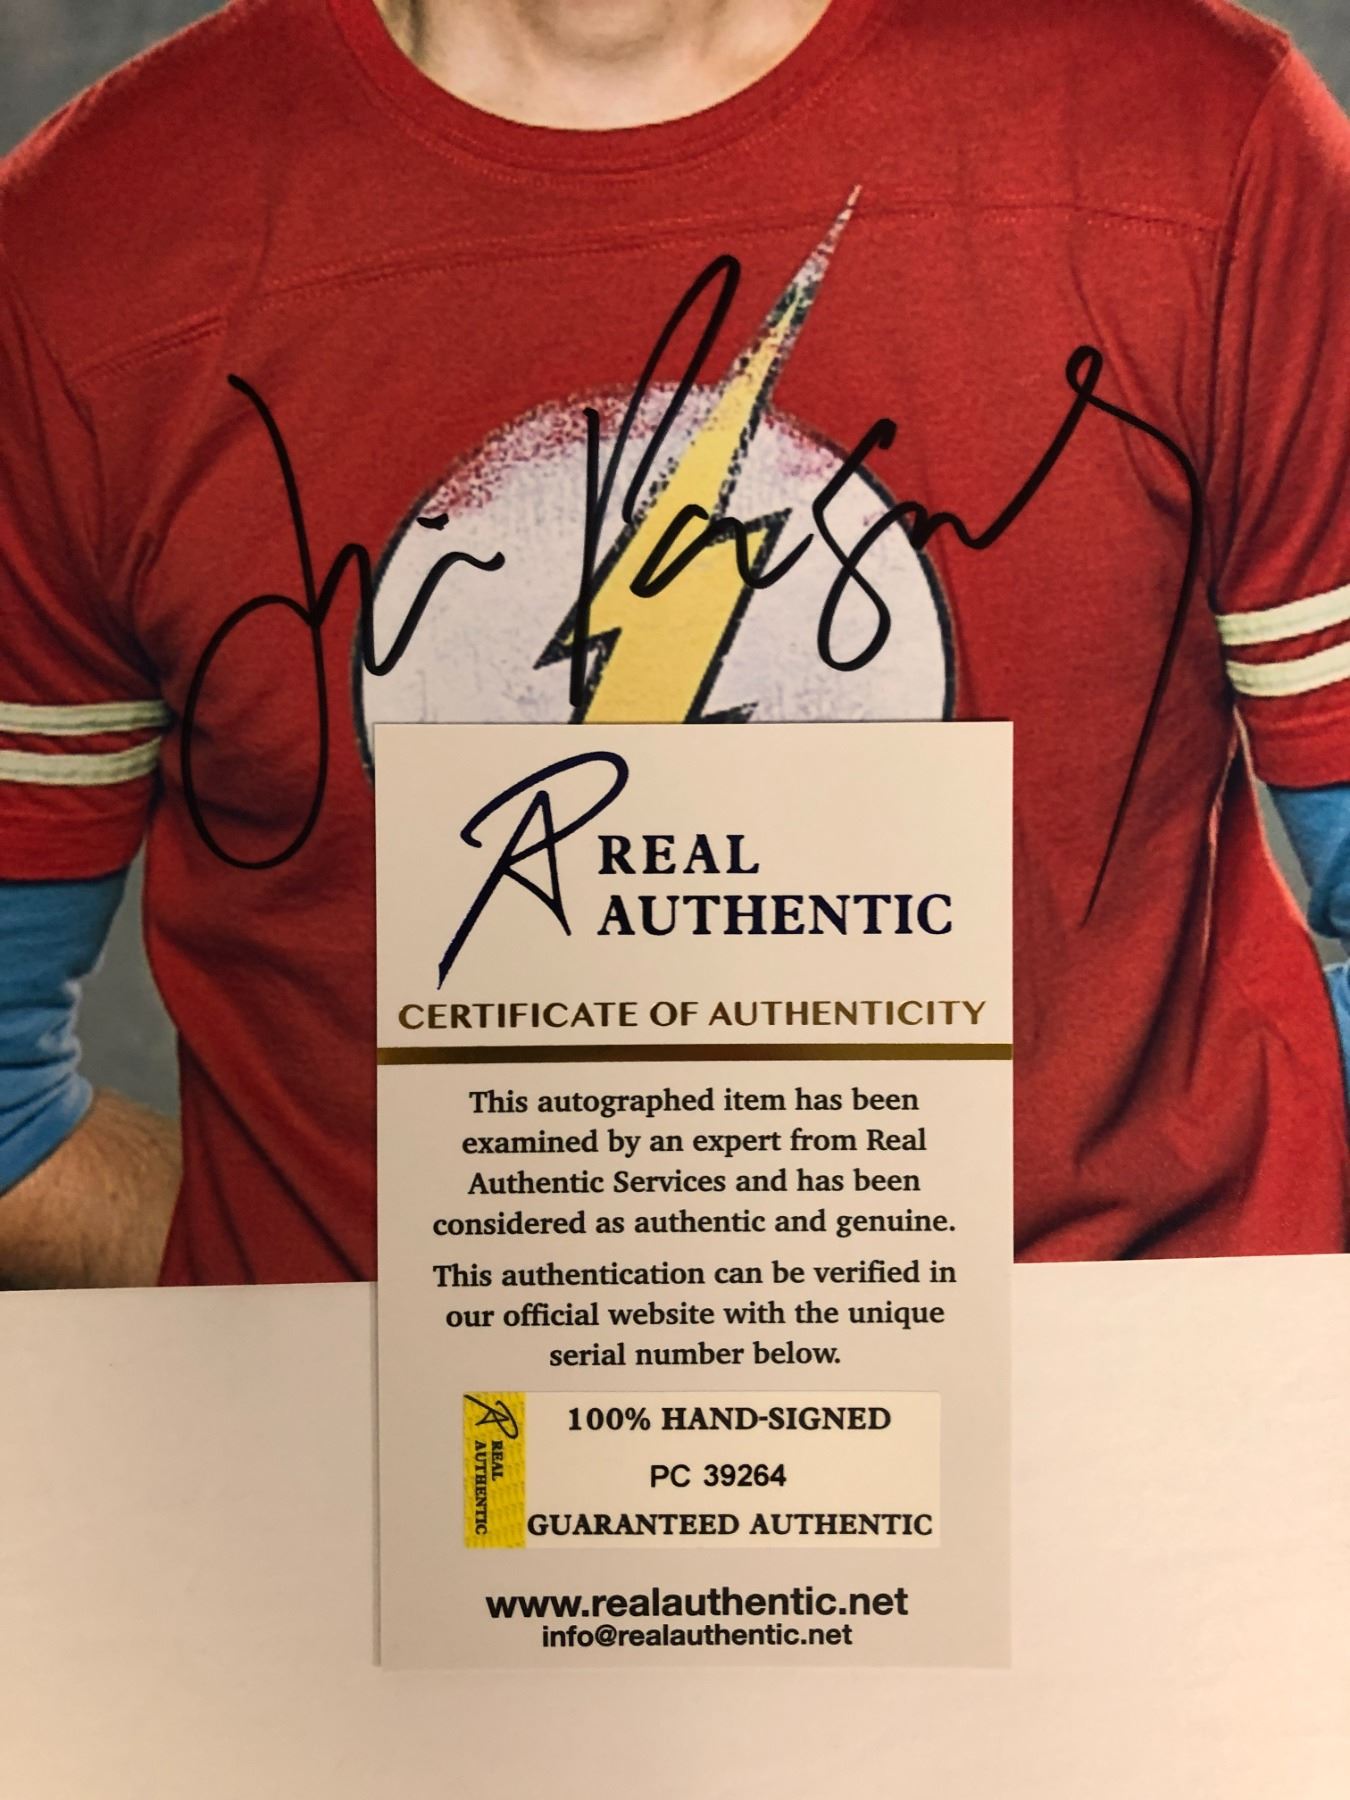 REAL
AUTHENTIC
CERTIFICATE OF AUTHENTICITY
This autographed item has been
examined by an expert from Real
Authentic Services and has been
considered as authentic and genuine.
This authentication can be verified in
our official website with the unique
serial number below.
REAL
AUTHENTIC
100% HAND-SIGNED
PC 39264
GUARANTEED AUTHENTIC
www.realauthentic.net
info@realauthentic.net